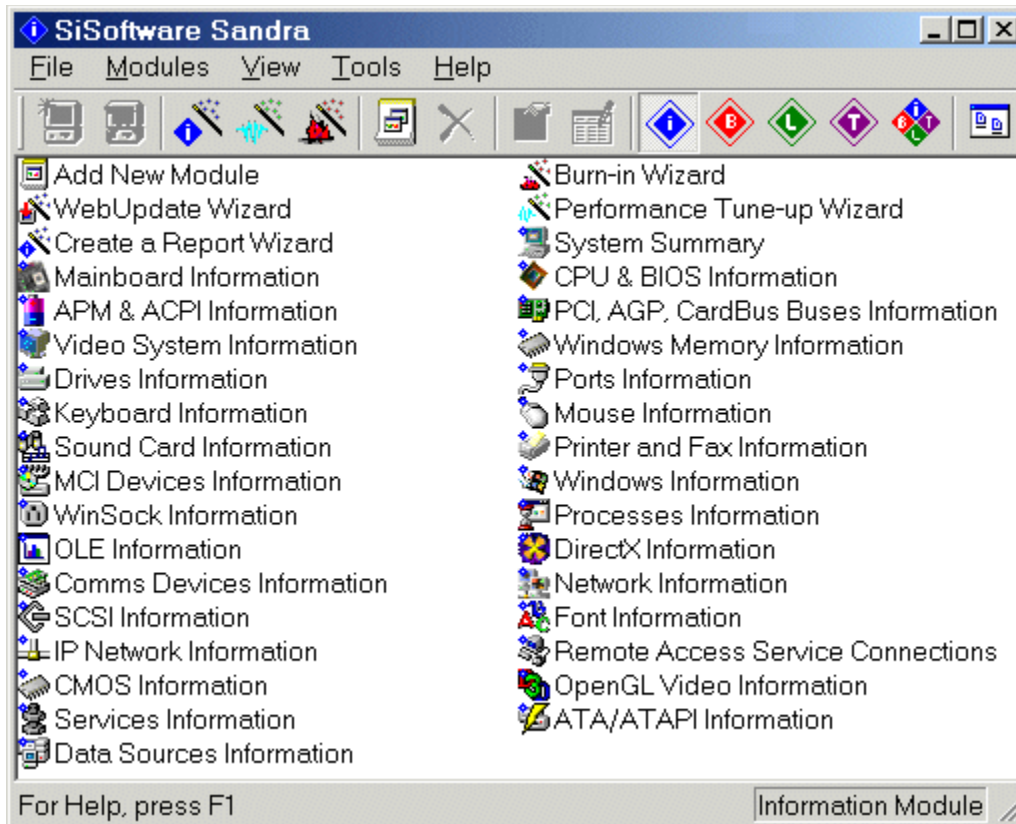 SiSoftware Sandra
File Modules View Tools Help
B L T B i T L
Add New Module Burn-in Wizard
WebUpdate Wizard Performance Tune-up Wizard
Create a Report Wizard System Summary
Mainboard Information CPU & BIOS Information
APM & ACPI Information PCI, AGP, CardBus Buses Information
Video System Information Windows Memory Information
Drives Information Ports Information
Keyboard Information Mouse Information
Sound Card Information Printer and Fax Information
MCI Devices Information Windows Information
WinSock Information Processes Information
OLE Information DirectX Information
Comms Devices Information Network Information
SCSI Information Font Information
IP Network Information Remote Access Service Connections
CMOS Information OpenGL Video Information
Services Information ATA/ATAPI Information
Data Sources Information
For Help, press F1 Information Module